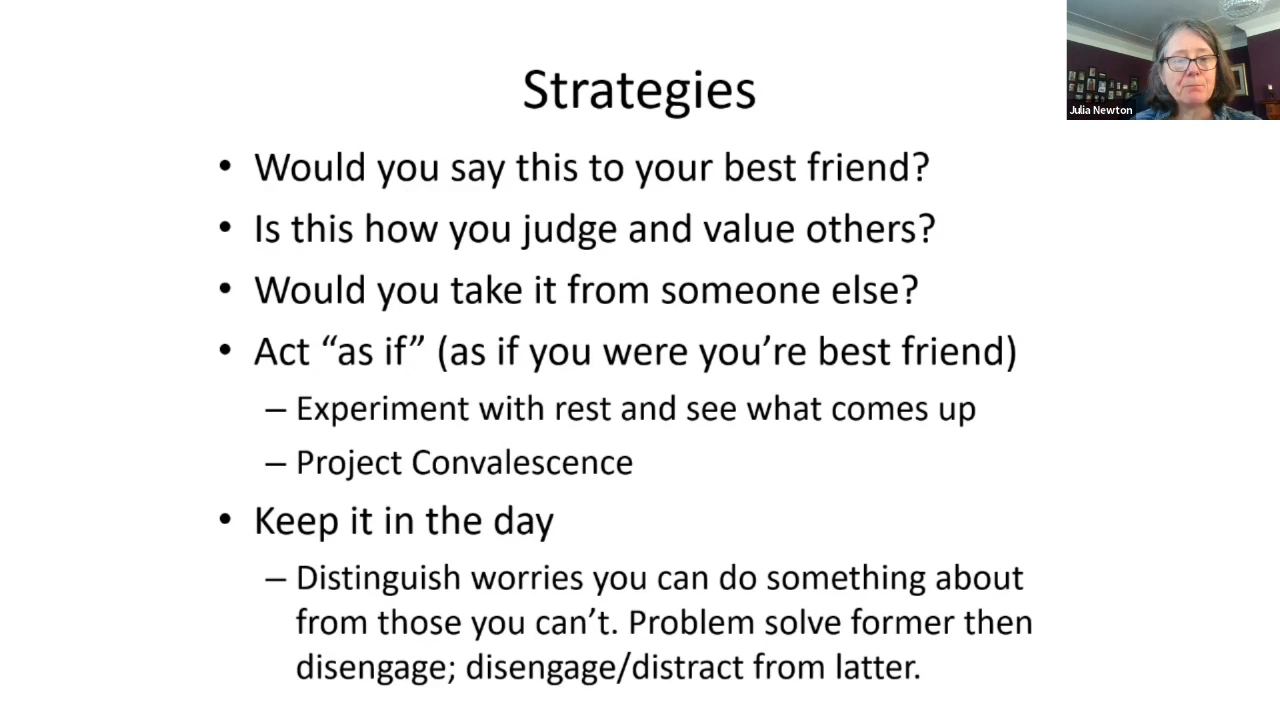 Strategies
Julia Newton
• Would you say this to your best friend?
• Is this how you judge and value others?
• Would you take it from someone else?
• Act “as if” (as if you were you’re best friend)
– Experiment with rest and see what comes up
– Project Convalescence
• Keep it in the day
– Distinguish worries you can do something about
from those you can’t. Problem solve former then
disengage; disengage/distract from latter.